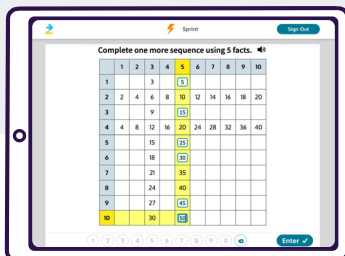 Sprint
Sign Out
Complete one more sequence using 5 facts.
1 2 3 4 5 6 7 8 9 10
1 3 5
2 2 4 6 8 10 12 14 16 18 20
3 9 15
4 4 8 12 16 20 24 28 32 36 40
5 15 25
6 18 30
7 21 35
8 24 40
9 27 45
10 30 50
1 2 3 4 5 6 7 8 9 0
Enter ✓